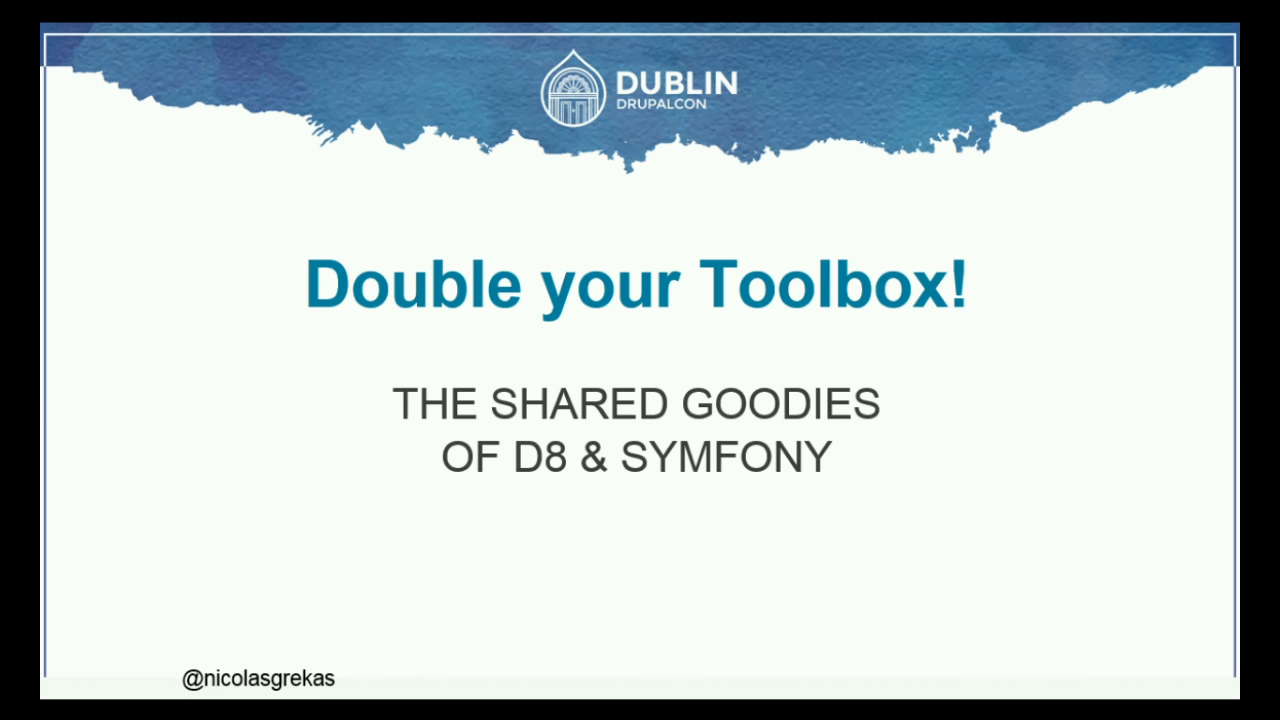 DUBLIN
DRUPALCON
Double your Toolbox!
THE SHARED GOODIES
OF D8 & SYMFONY
@nicolasgrekas